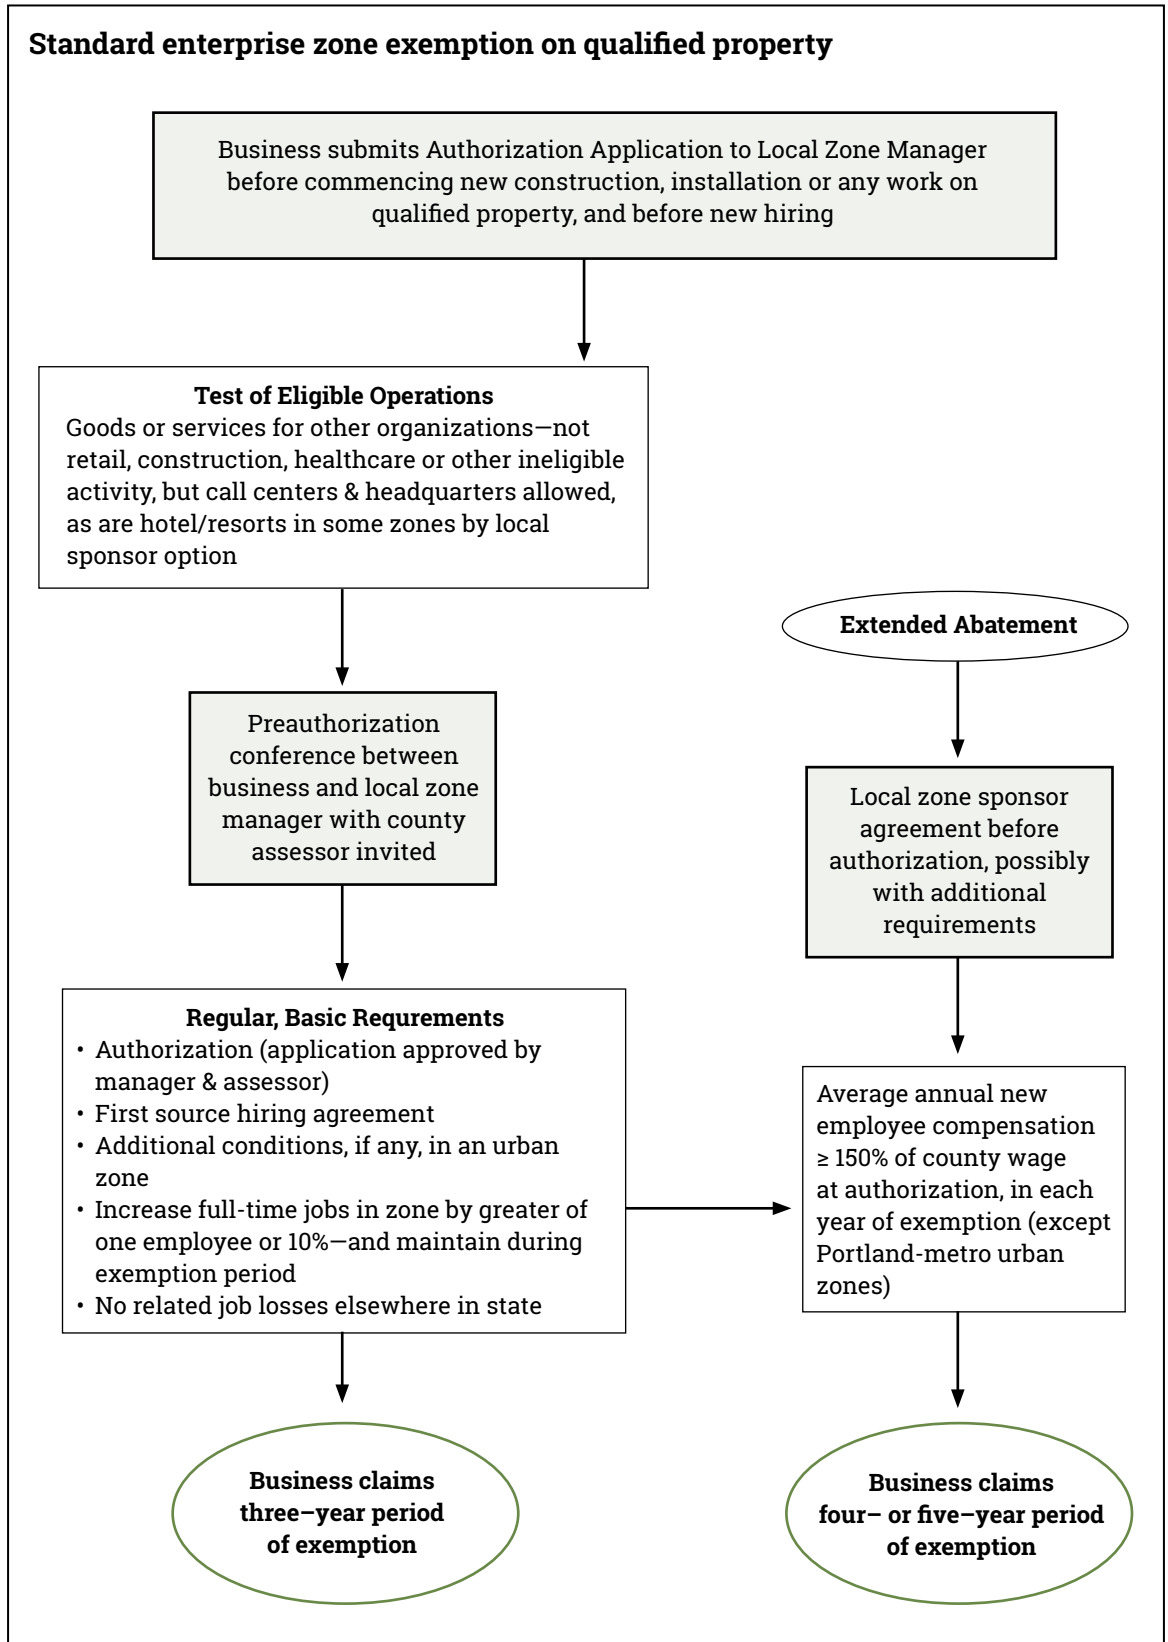 Standard enterprise zone exemption on qualified property
Business submits Authorization Application to Local Zone Manager
before commencing new construction, installation or any work on
qualified property, and before new hiring
Test of Eligible Operations
Goods or services for other organizations—not
retail, construction, healthcare or other ineligible
activity, but call centers & headquarters allowed,
as are hotel/resorts in some zones by local
sponsor option
Preauthorization
conference between
business and local zone
manager with county
assessor invited
Regular, Basic Requrements
• Authorization (application approved by
manager & assessor)
• First source hiring agreement
• Additional conditions, if any, in an urban
zone
• Increase full-time jobs in zone by greater of
one employee or 10%—and maintain during
exemption period
• No related job losses elsewhere in state
Business claims
three–year period
of exemption
Extended Abatement
Local zone sponsor
agreement before
authorization, possibly
with additional
requirements
Average annual new
employee compensation
≥ 150% of county wage
at authorization, in each
year of exemption (except
Portland-metro urban
zones)
Business claims
four– or five–year period
of exemption